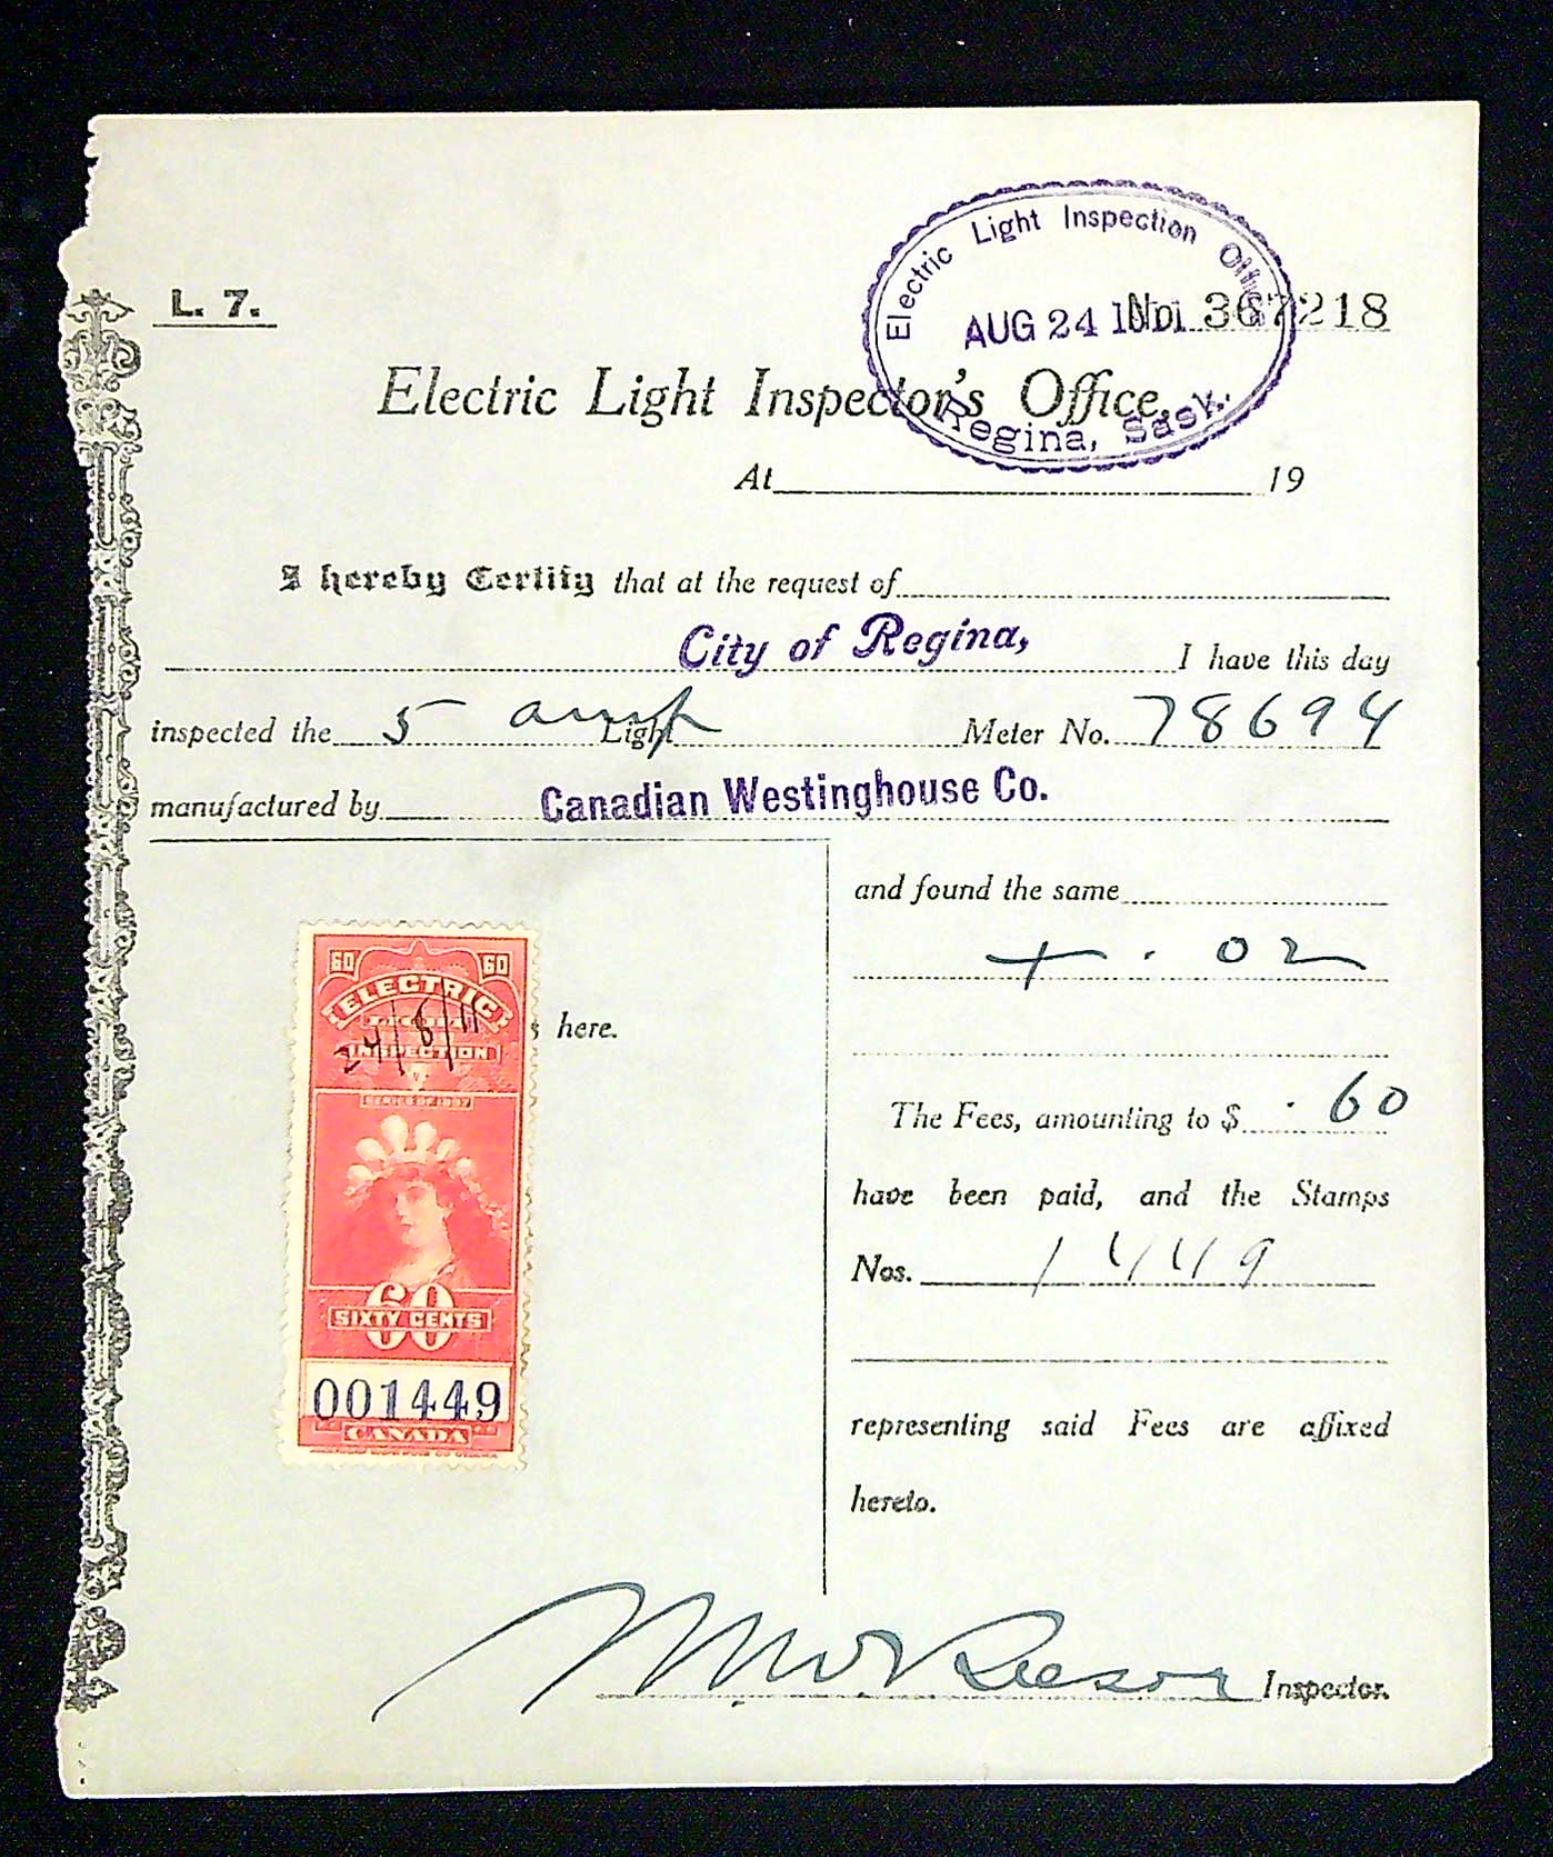 Electric Light Inspection Office
AUG 24 1911
Regina, Sask.
L. 7.
No. 367218
Electric Light Inspector's Office,
At 19
I hereby Certify that at the request of
City of Regina, I have this day
inspected the 5 amp Light Meter No. 78694
manufactured by Canadian Westinghouse Co.
and found the same
+ . 02
60 60
ELECTRIC
LIGHT
24/8/11
INSPECTION
SERIES OF 1897
60
SIXTY CENTS
001449
CANADA
s here.
The Fees, amounting to $ .60
have been paid, and the Stamps
Nos. 1449
representing said Fees are affixed
hereto.
Inspector.